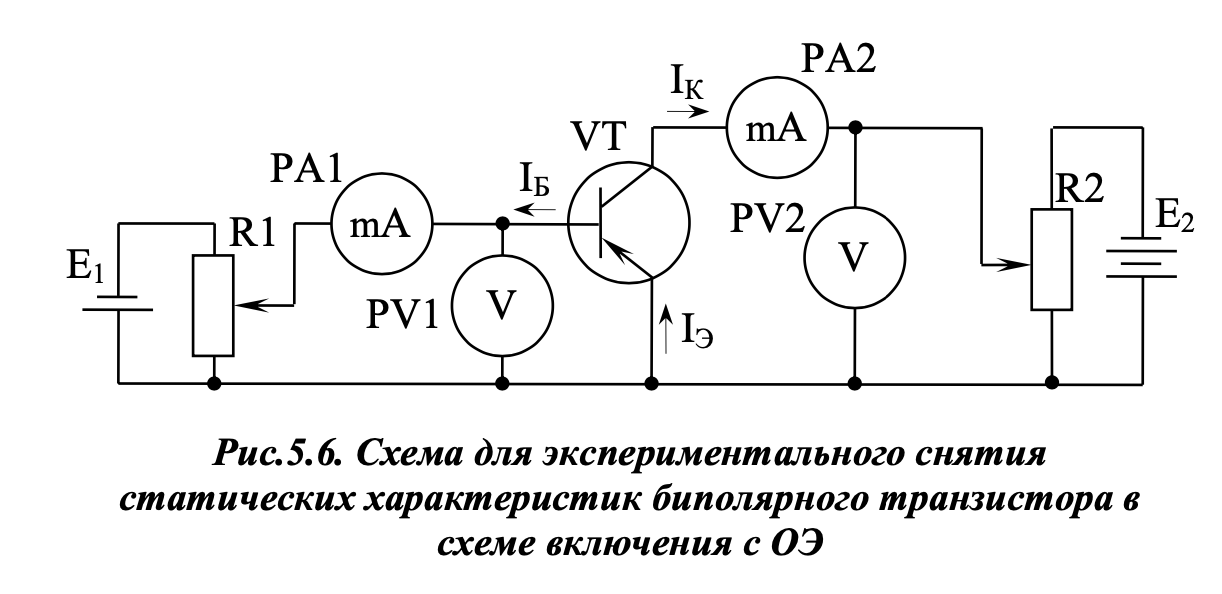 PA2
I_К
mA
VT
PA1
I_Б
R2
R1
mA
PV2
E_2
E_1
V
PV1
V
I_Э
Рис.5.6. Схема для экспериментального снятия
статических характеристик биполярного транзистора в
схеме включения с ОЭ